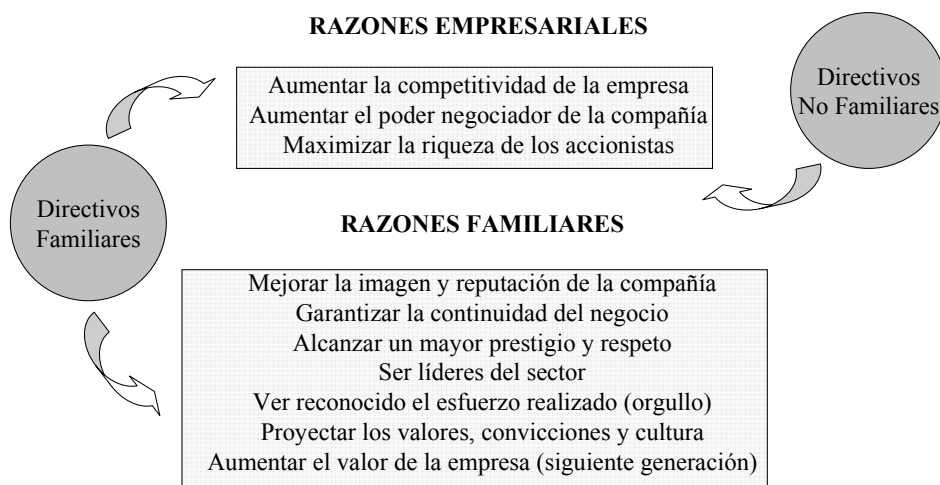 RAZONES EMPRESARIALES
Aumentar la competitividad de la empresa
Aumentar el poder negociador de la compañía
Maximizar la riqueza de los accionistas
Directivos
No Familiares
Directivos
Familiares
RAZONES FAMILIARES
Mejorar la imagen y reputación de la compañía
Garantizar la continuidad del negocio
Alcanzar un mayor prestigio y respeto
Ser líderes del sector
Ver reconocido el esfuerzo realizado (orgullo)
Proyectar los valores, convicciones y cultura
Aumentar el valor de la empresa (siguiente generación)